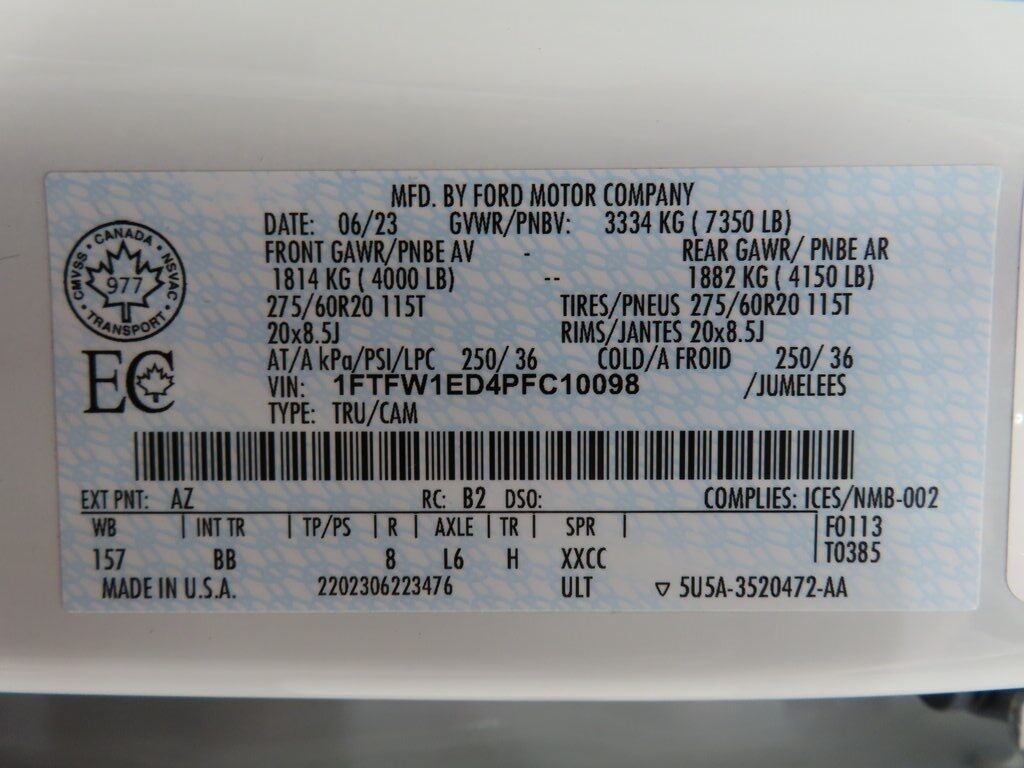 MFD. BY FORD MOTOR COMPANY
DATE: 06/23 GVWR/PNBV: 3334 KG ( 7350 LB)
FRONT GAWR/PNBE AV - REAR GAWR/ PNBE AR
1814 KG ( 4000 LB) -- 1882 KG ( 4150 LB)
275/60R20 115T TIRES/PNEUS 275/60R20 115T
20x8.5J RIMS/JANTES 20x8.5J
AT/A kPa/PSI/LPC 250/ 36 COLD/A FROID 250/ 36
VIN: 1FTFW1ED4PFC10098 /JUMELEES
TYPE: TRU/CAM
CANADA
CMVSS 977 NSVAC
TRANSPORT
EC
EXT PNT: AZ RC: B2 DSO: COMPLIES: ICES/NMB-002
WB | INT TR | TP/PS | R | AXLE | TR | SPR | F0113
157 BB 8 L6 H XXCC T0385
MADE IN U.S.A. 2202306223476 ULT ▽ 5U5A-3520472-AA